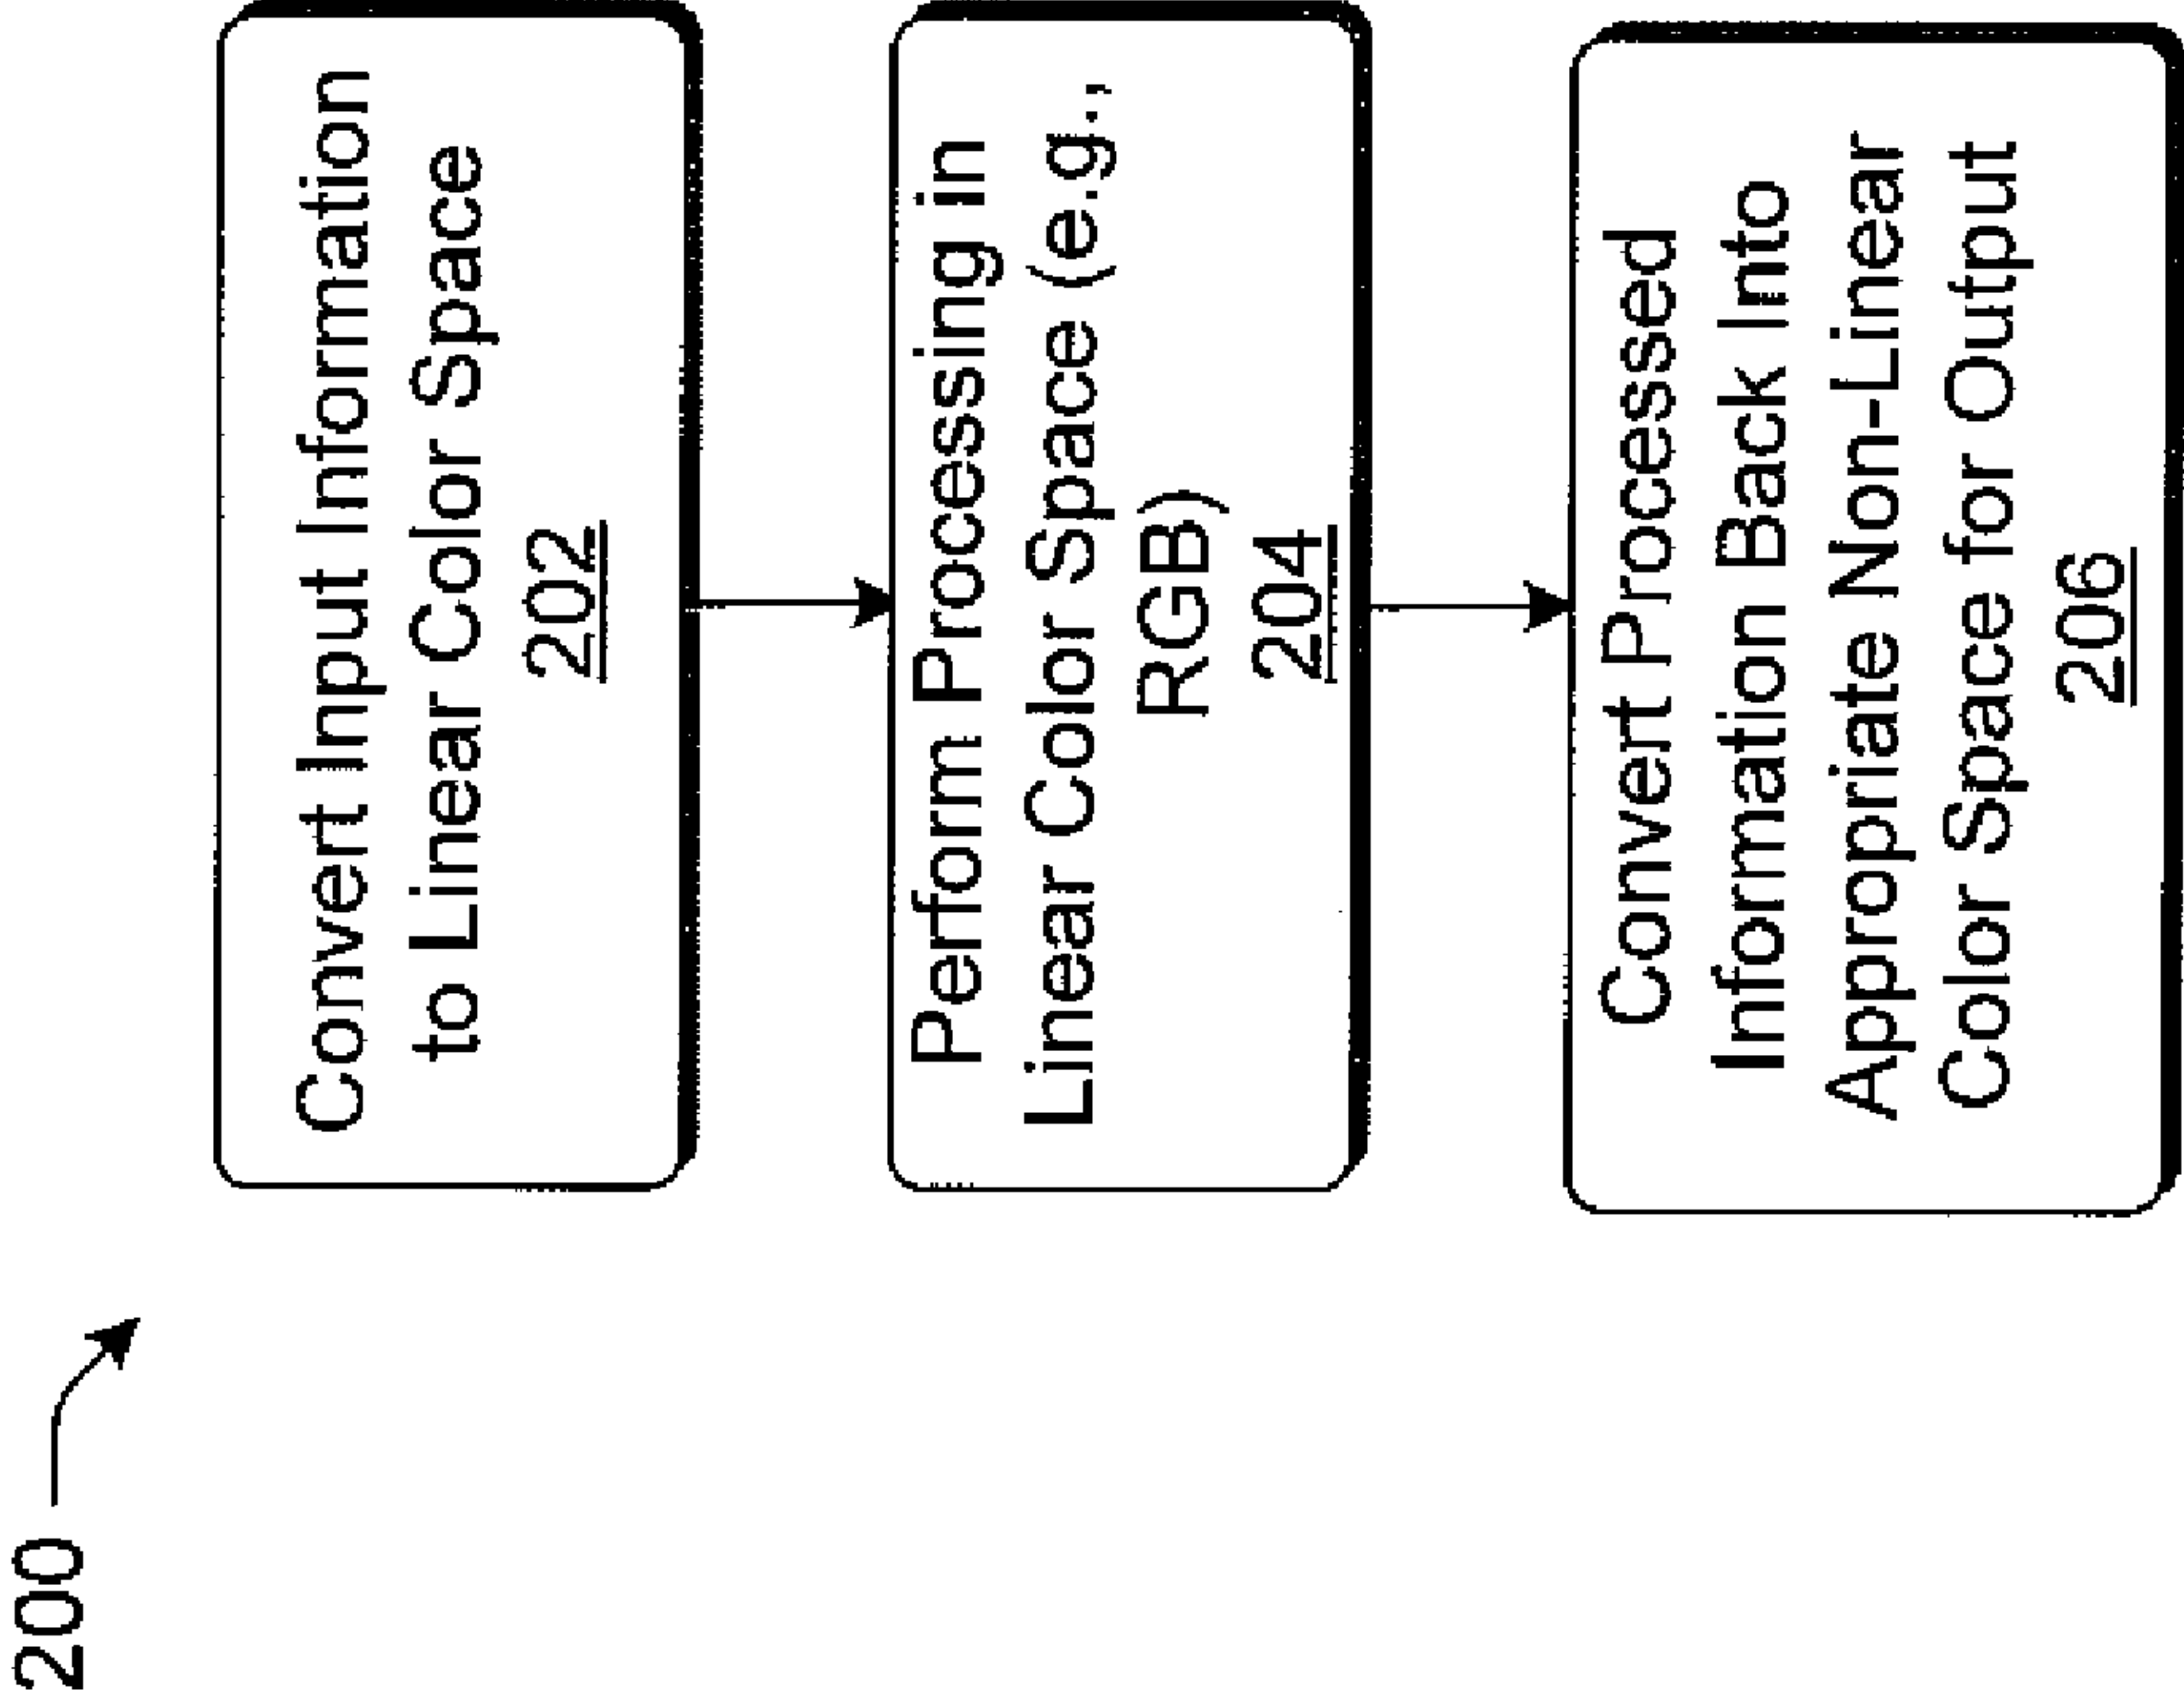 200
Convert Input Information
to Linear Color Space
202
Perform Processing in
Linear Color Space (e.g.,
RGB)
204
Convert Processed
Information Back Into
Appropriate Non-Linear
Color Space for Output
206